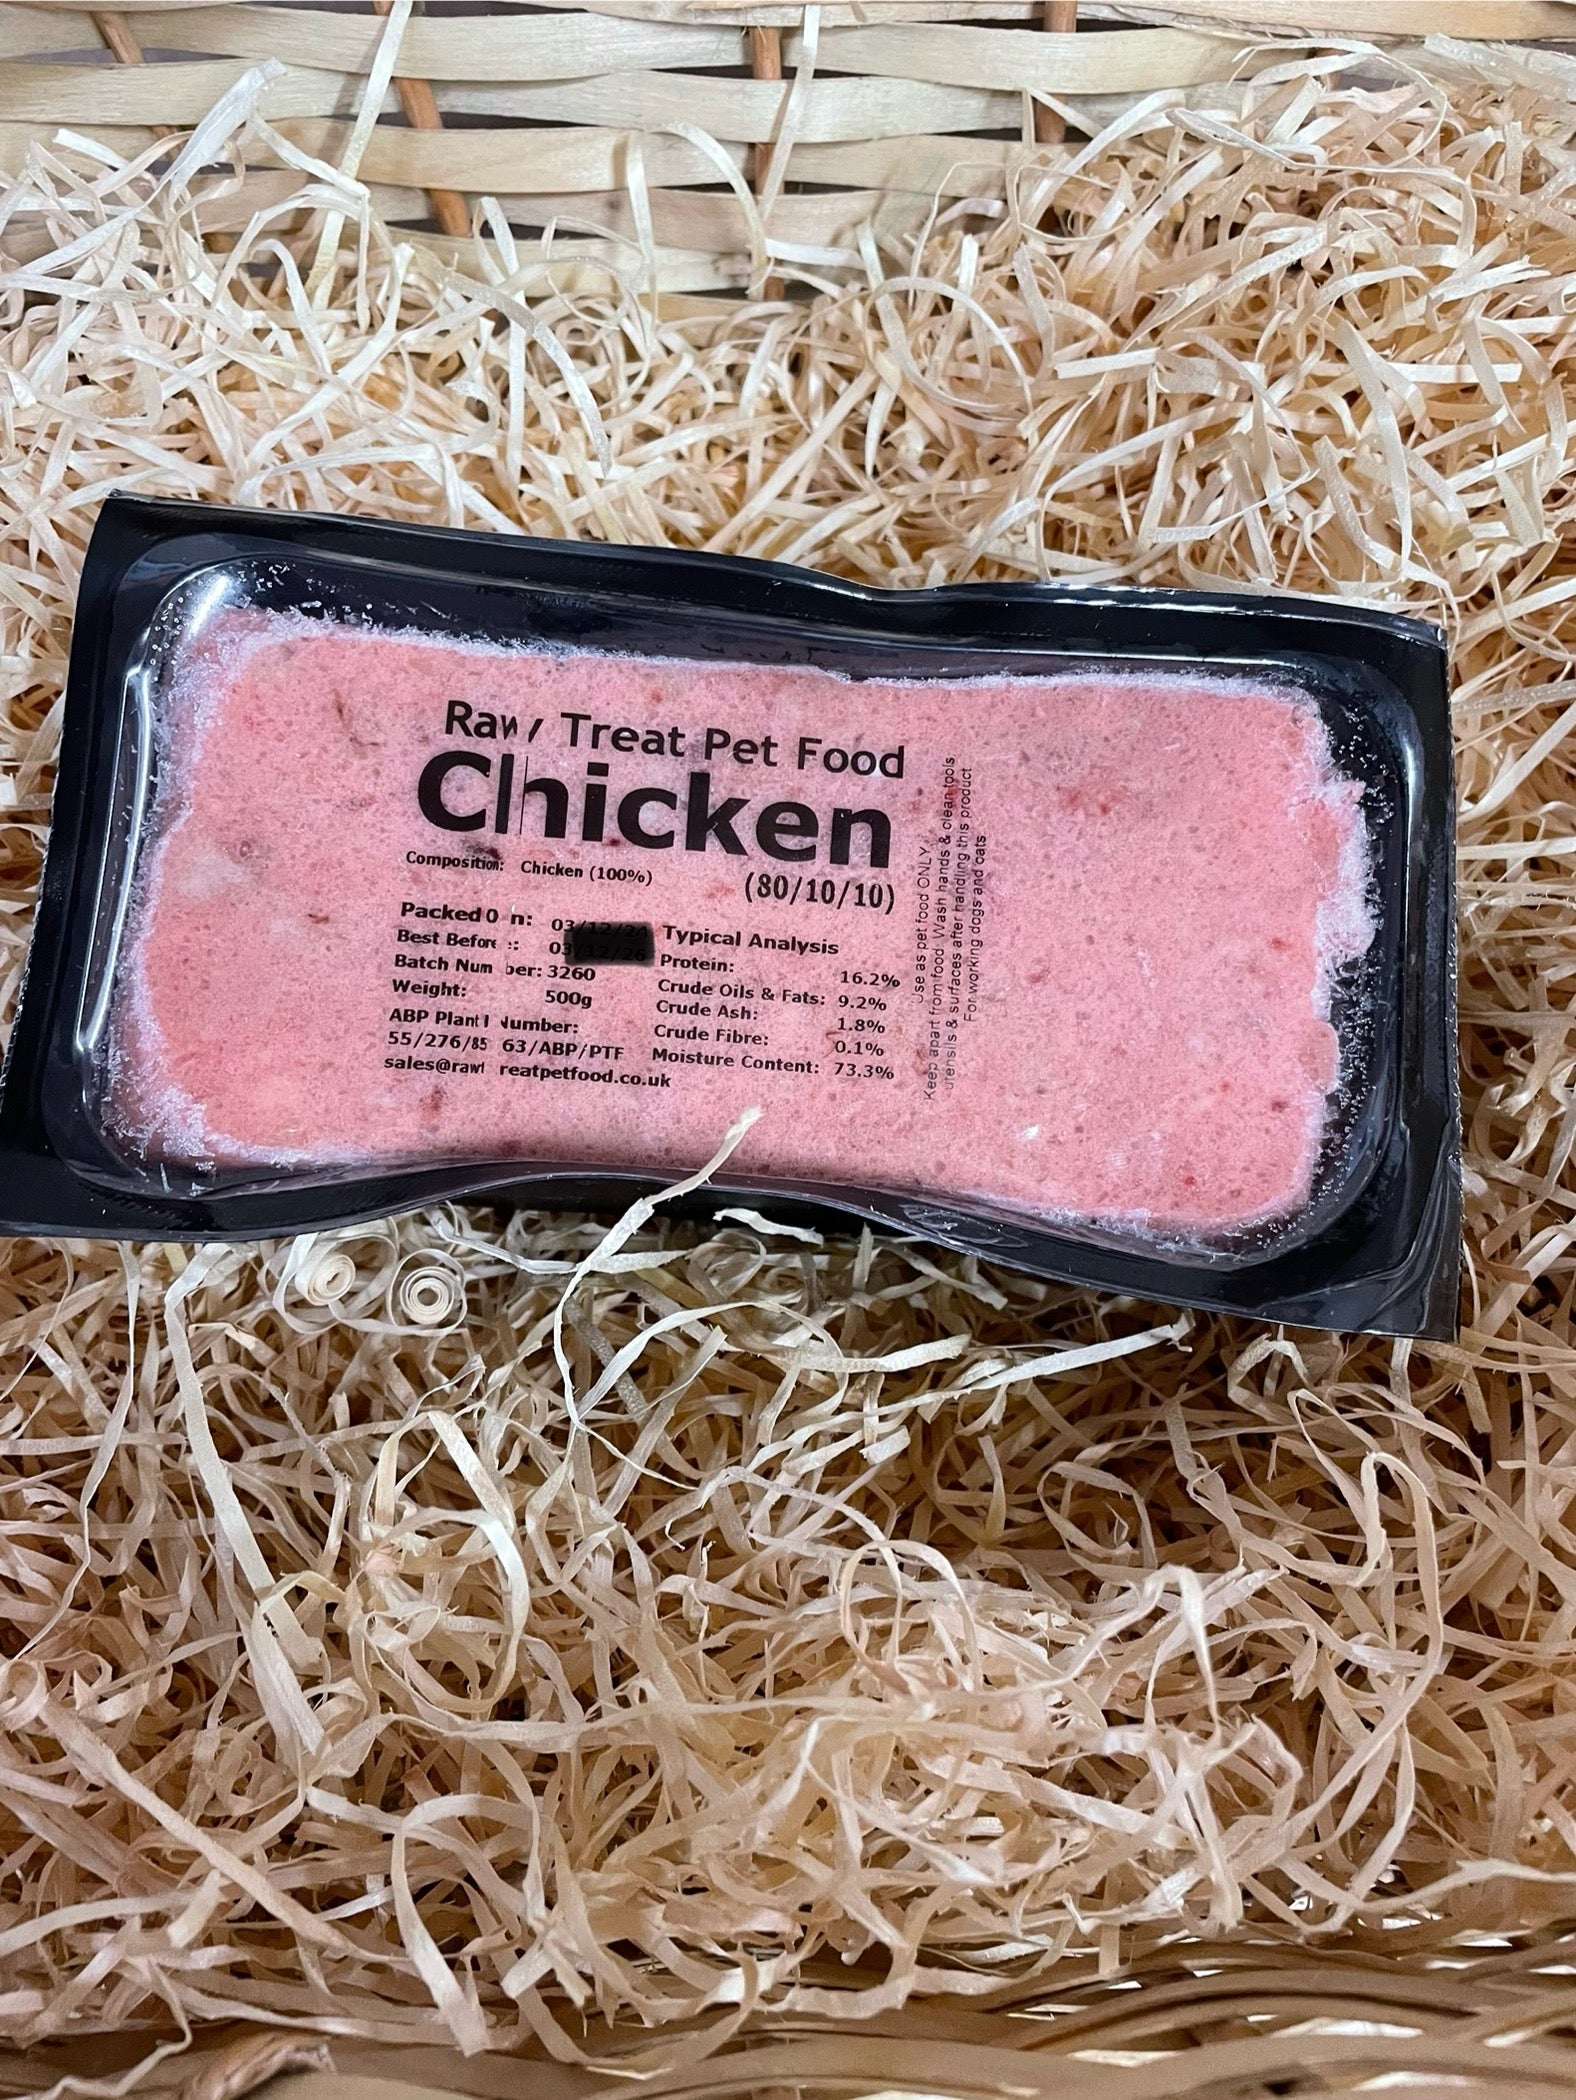 Raw Treat Pet Food
Chicken
(80/10/10)
Composition: Chicken (100%)
Packed On: 03/12/24
Best Before: 03/12/26
Batch Number: 3260
Weight: 500g
ABP Plant Number:
55/276/8563/ABP/PTF
sales@rawtreatpetfood.co.uk
Typical Analysis
Protein: 16.2%
Crude Oils & Fats: 9.2%
Crude Ash: 1.8%
Crude Fibre: 0.1%
Moisture Content: 73.3%
Use as pet food ONLY.
Keep apart from food. Wash hands & clean tools
utensils & surfaces after handling this product
For working dogs and cats.